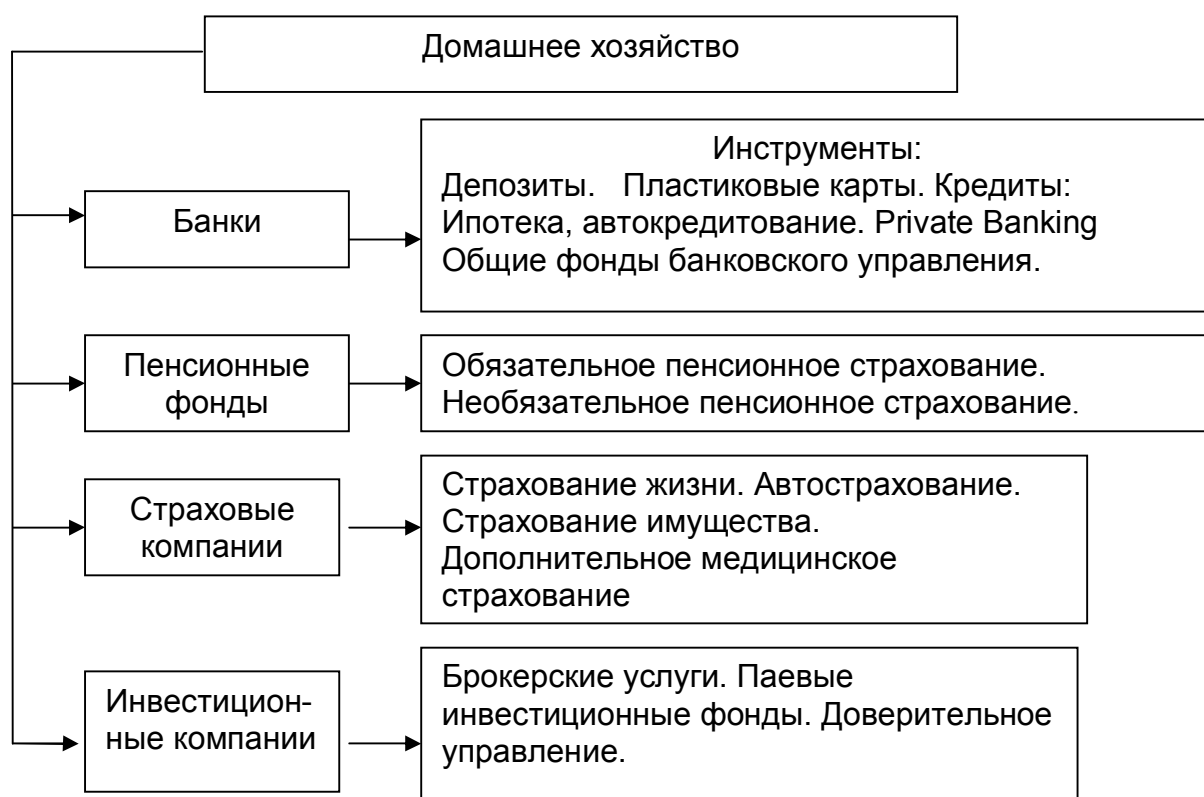 Домашнее хозяйство
Инструменты:
Депозиты. Пластиковые карты. Кредиты:
Ипотека, автокредитование. Private Banking
Общие фонды банковского управления.
Банки
Пенсионные
фонды
Обязательное пенсионное страхование.
Необязательное пенсионное страхование.
Страховые
компании
Страхование жизни. Автострахование.
Страхование имущества.
Дополнительное медицинское
страхование
Инвестицион-
ные компании
Брокерские услуги. Паевые
инвестиционные фонды. Доверительное
управление.